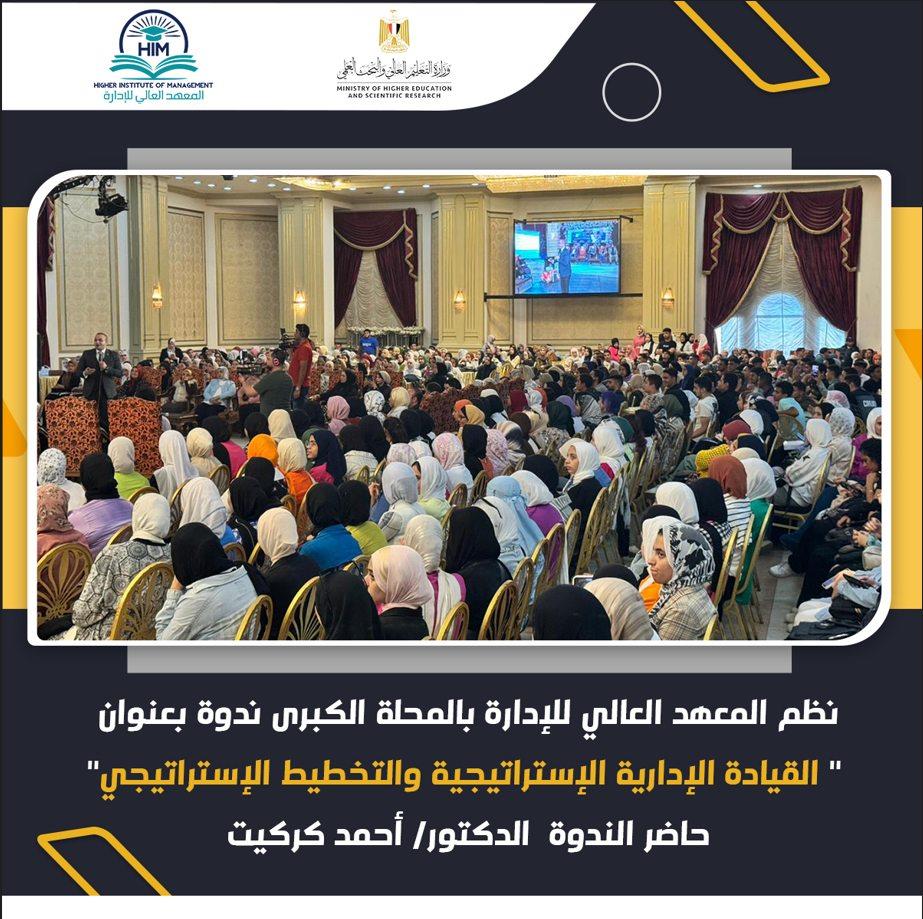 HIM
HIGHER INSTITUTE OF MANAGEMENT
المعهد العالي للإدارة
وزارة التعليم العالي والبحث العلمي
MINISTRY OF HIGHER EDUCATION
AND SCIENTIFIC RESEARCH
نظم المعهد العالي للإدارة بالمحلة الكبرى ندوة بعنوان
" القيادة الإدارية الإستراتيجية والتخطيط الإستراتيجي"
حاضر الندوة الدكتور/ أحمد كركيت